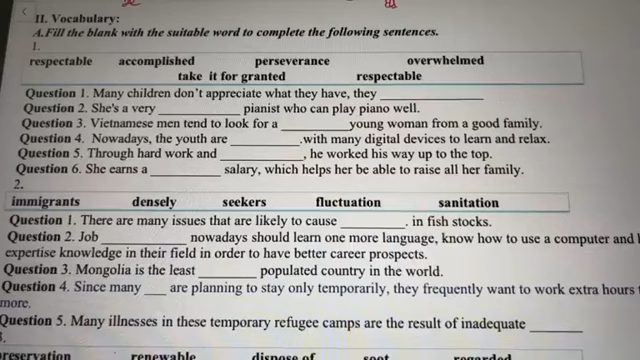 II. Vocabulary:
A.Fill the blank with the suitable word to complete the following sentences.
1.
respectable accomplished perseverance overwhelmed
take it for granted respectable
Question 1. Many children don't appreciate what they have, they ____________
Question 2. She's a very ____________ pianist who can play piano well.
Question 3. Vietnamese men tend to look for a __________young woman from a good family.
Question 4. Nowadays, the youth are __________.with many digital devices to learn and relax.
Question 5. Through hard work and ____________, he worked his way up to the top.
Question 6. She earns a __________ salary, which helps her be able to raise all her family.
2.
immigrants densely seekers fluctuation sanitation
Question 1. There are many issues that are likely to cause _________. in fish stocks.
Question 2. Job ____________ nowadays should learn one more language, know how to use a computer and
expertise knowledge in their field in order to have better career prospects.
Question 3. Mongolia is the least ________ populated country in the world.
Question 4. Since many ___ are planning to stay only temporarily, they frequently want to work extra hours
more.
Question 5. Many illnesses in these temporary refugee camps are the result of inadequate _______
preservation renewable dispose of soot regarded